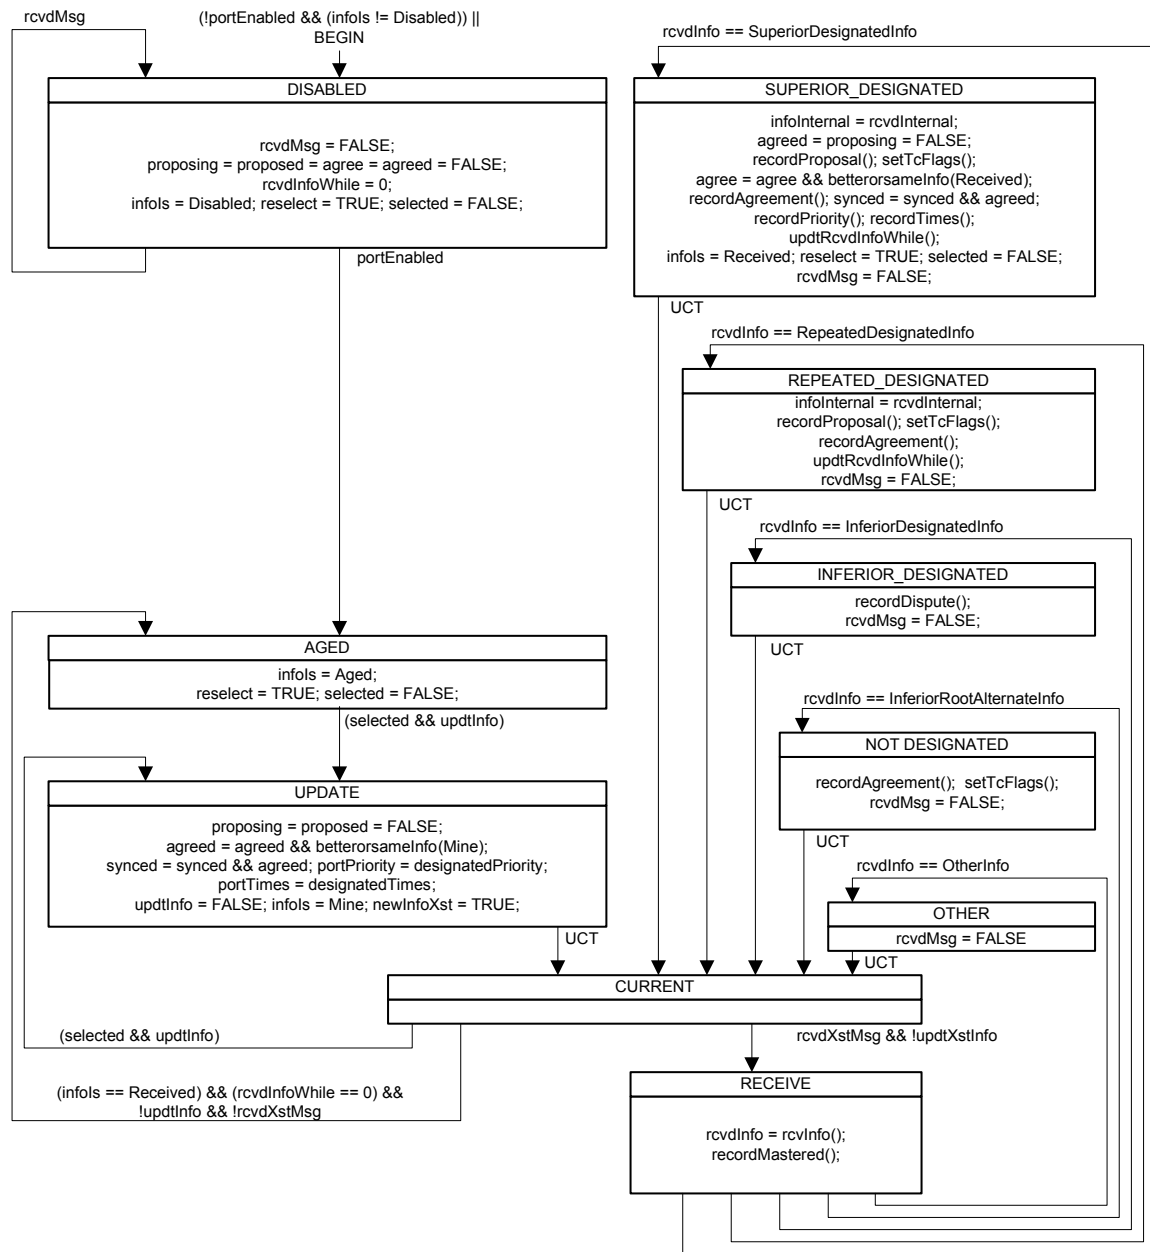 rcvdMsg
(!portEnabled && (infoIs != Disabled)) ||
BEGIN
DISABLED
rcvdMsg = FALSE;
proposing = proposed = agree = agreed = FALSE;
rcvdInfoWhile = 0;
infoIs = Disabled; reselect = TRUE; selected = FALSE;
portEnabled
AGED
infoIs = Aged;
reselect = TRUE; selected = FALSE;
(selected && updtInfo)
UPDATE
proposing = proposed = FALSE;
agreed = agreed && betterorsameInfo(Mine);
synced = synced && agreed; portPriority = designatedPriority;
portTimes = designatedTimes;
updtInfo = FALSE; infoIs = Mine; newInfoXst = TRUE;
UCT
rcvdInfo == SuperiorDesignatedInfo
SUPERIOR_DESIGNATED
infoInternal = rcvdInternal;
agreed = proposing = FALSE;
recordProposal(); setTcFlags();
agree = agree && betterorsameInfo(Received);
recordAgreement(); synced = synced && agreed;
recordPriority(); recordTimes();
updtRcvdInfoWhile();
infoIs = Received; reselect = TRUE; selected = FALSE;
rcvdMsg = FALSE;
UCT
rcvdInfo == RepeatedDesignatedInfo
REPEATED_DESIGNATED
infoInternal = rcvdInternal;
recordProposal(); setTcFlags();
recordAgreement();
updtRcvdInfoWhile();
rcvdMsg = FALSE;
UCT
rcvdInfo == InferiorDesignatedInfo
INFERIOR_DESIGNATED
recordDispute();
rcvdMsg = FALSE;
UCT
rcvdInfo == InferiorRootAlternateInfo
NOT DESIGNATED
recordAgreement(); setTcFlags();
rcvdMsg = FALSE;
UCT
rcvdInfo == OtherInfo
OTHER
rcvdMsg = FALSE
UCT
CURRENT
(selected && updtInfo)
rcvdXstMsg && !updtXstInfo
(infoIs == Received) && (rcvdInfoWhile == 0) &&
!updtInfo && !rcvdXstMsg
RECEIVE
rcvdInfo = rcvInfo();
recordMastered();